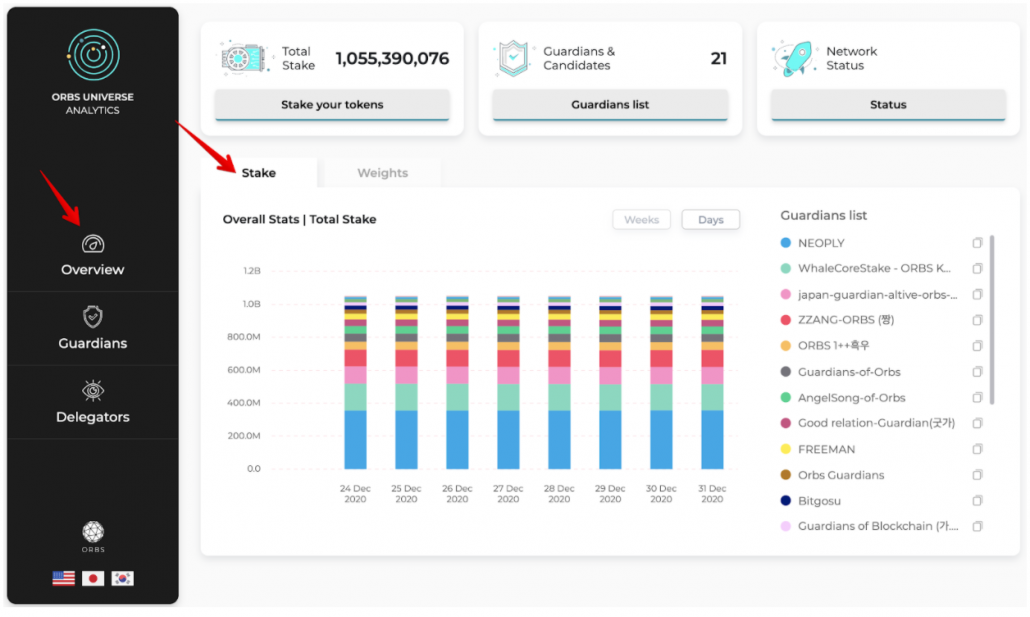 ORBS UNIVERSE
ANALYTICS
Overview
Guardians
Delegators
ORBS
Total
Stake
1,055,390,076
Stake your tokens
Guardians &
Candidates
21
Guardians list
Network
Status
Status
Stake
Weights
Overall Stats | Total Stake
Weeks
Days
1.2B
1.0B
800.0M
600.0M
400.0M
200.0M
0.0
24 Dec
2020
25 Dec
2020
26 Dec
2020
27 Dec
2020
28 Dec
2020
29 Dec
2020
30 Dec
2020
31 Dec
2020
Guardians list
NEOPLY
WhaleCoreStake - ORBS K...
japan-guardian-altive-orbs-...
ZZANG-ORBS (짱)
ORBS 1++흑우
Guardians-of-Orbs
AngelSong-of-Orbs
Good relation-Guardian(굿가)
FREEMAN
Orbs Guardians
Bitgosu
Guardians of Blockchain (가....